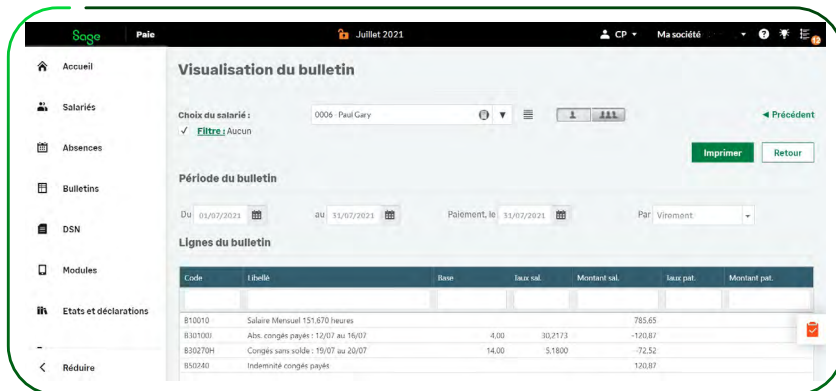 Sage Paie Juillet 2021 CP Ma société 12
Accueil
Salariés
Absences
Bulletins
DSN
Modules
Etats et déclarations
Réduire
Visualisation du bulletin
Choix du salarié : 0006 - Paul Gary Précédent
Filtre : Aucun
Imprimer Retour
Période du bulletin
Du 01/07/2021 au 31/07/2021 Paiement, le 31/07/2021 Par Virement
Lignes du bulletin
Code Libellé Base Taux sal. Montant sal. Taux pat. Montant pat.
B10010 Salaire Mensuel 151,670 heures 785,65
B30100J Abs. congés payés : 12/07 au 16/07 4,00 30,2173 -120,87
B30270H Congés sans solde : 19/07 au 20/07 14,00 5,1800 -72,52
B50240 Indemnité congés payés 120,87